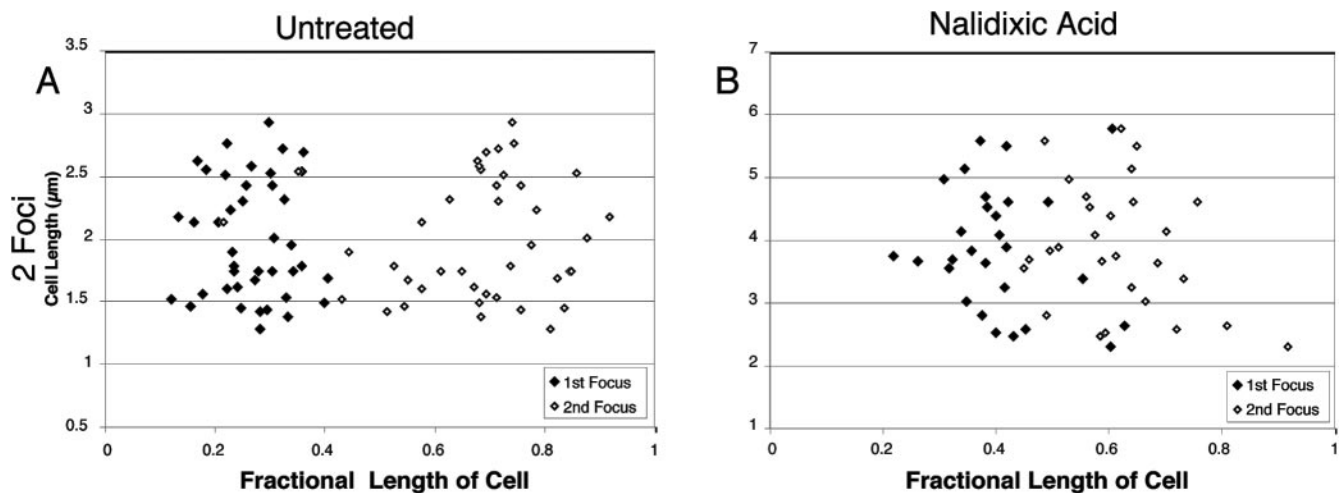 Untreated
A
2 Foci
Cell Length (µm)
3.5
3
2.5
2
1.5
1
0.5
0
0.2
0.4
0.6
0.8
1
Fractional Length of Cell
1st Focus
2nd Focus
Nalidixic Acid
B
7
6
5
4
3
2
1
0
0.2
0.4
0.6
0.8
1
Fractional Length of Cell
1st Focus
2nd Focus